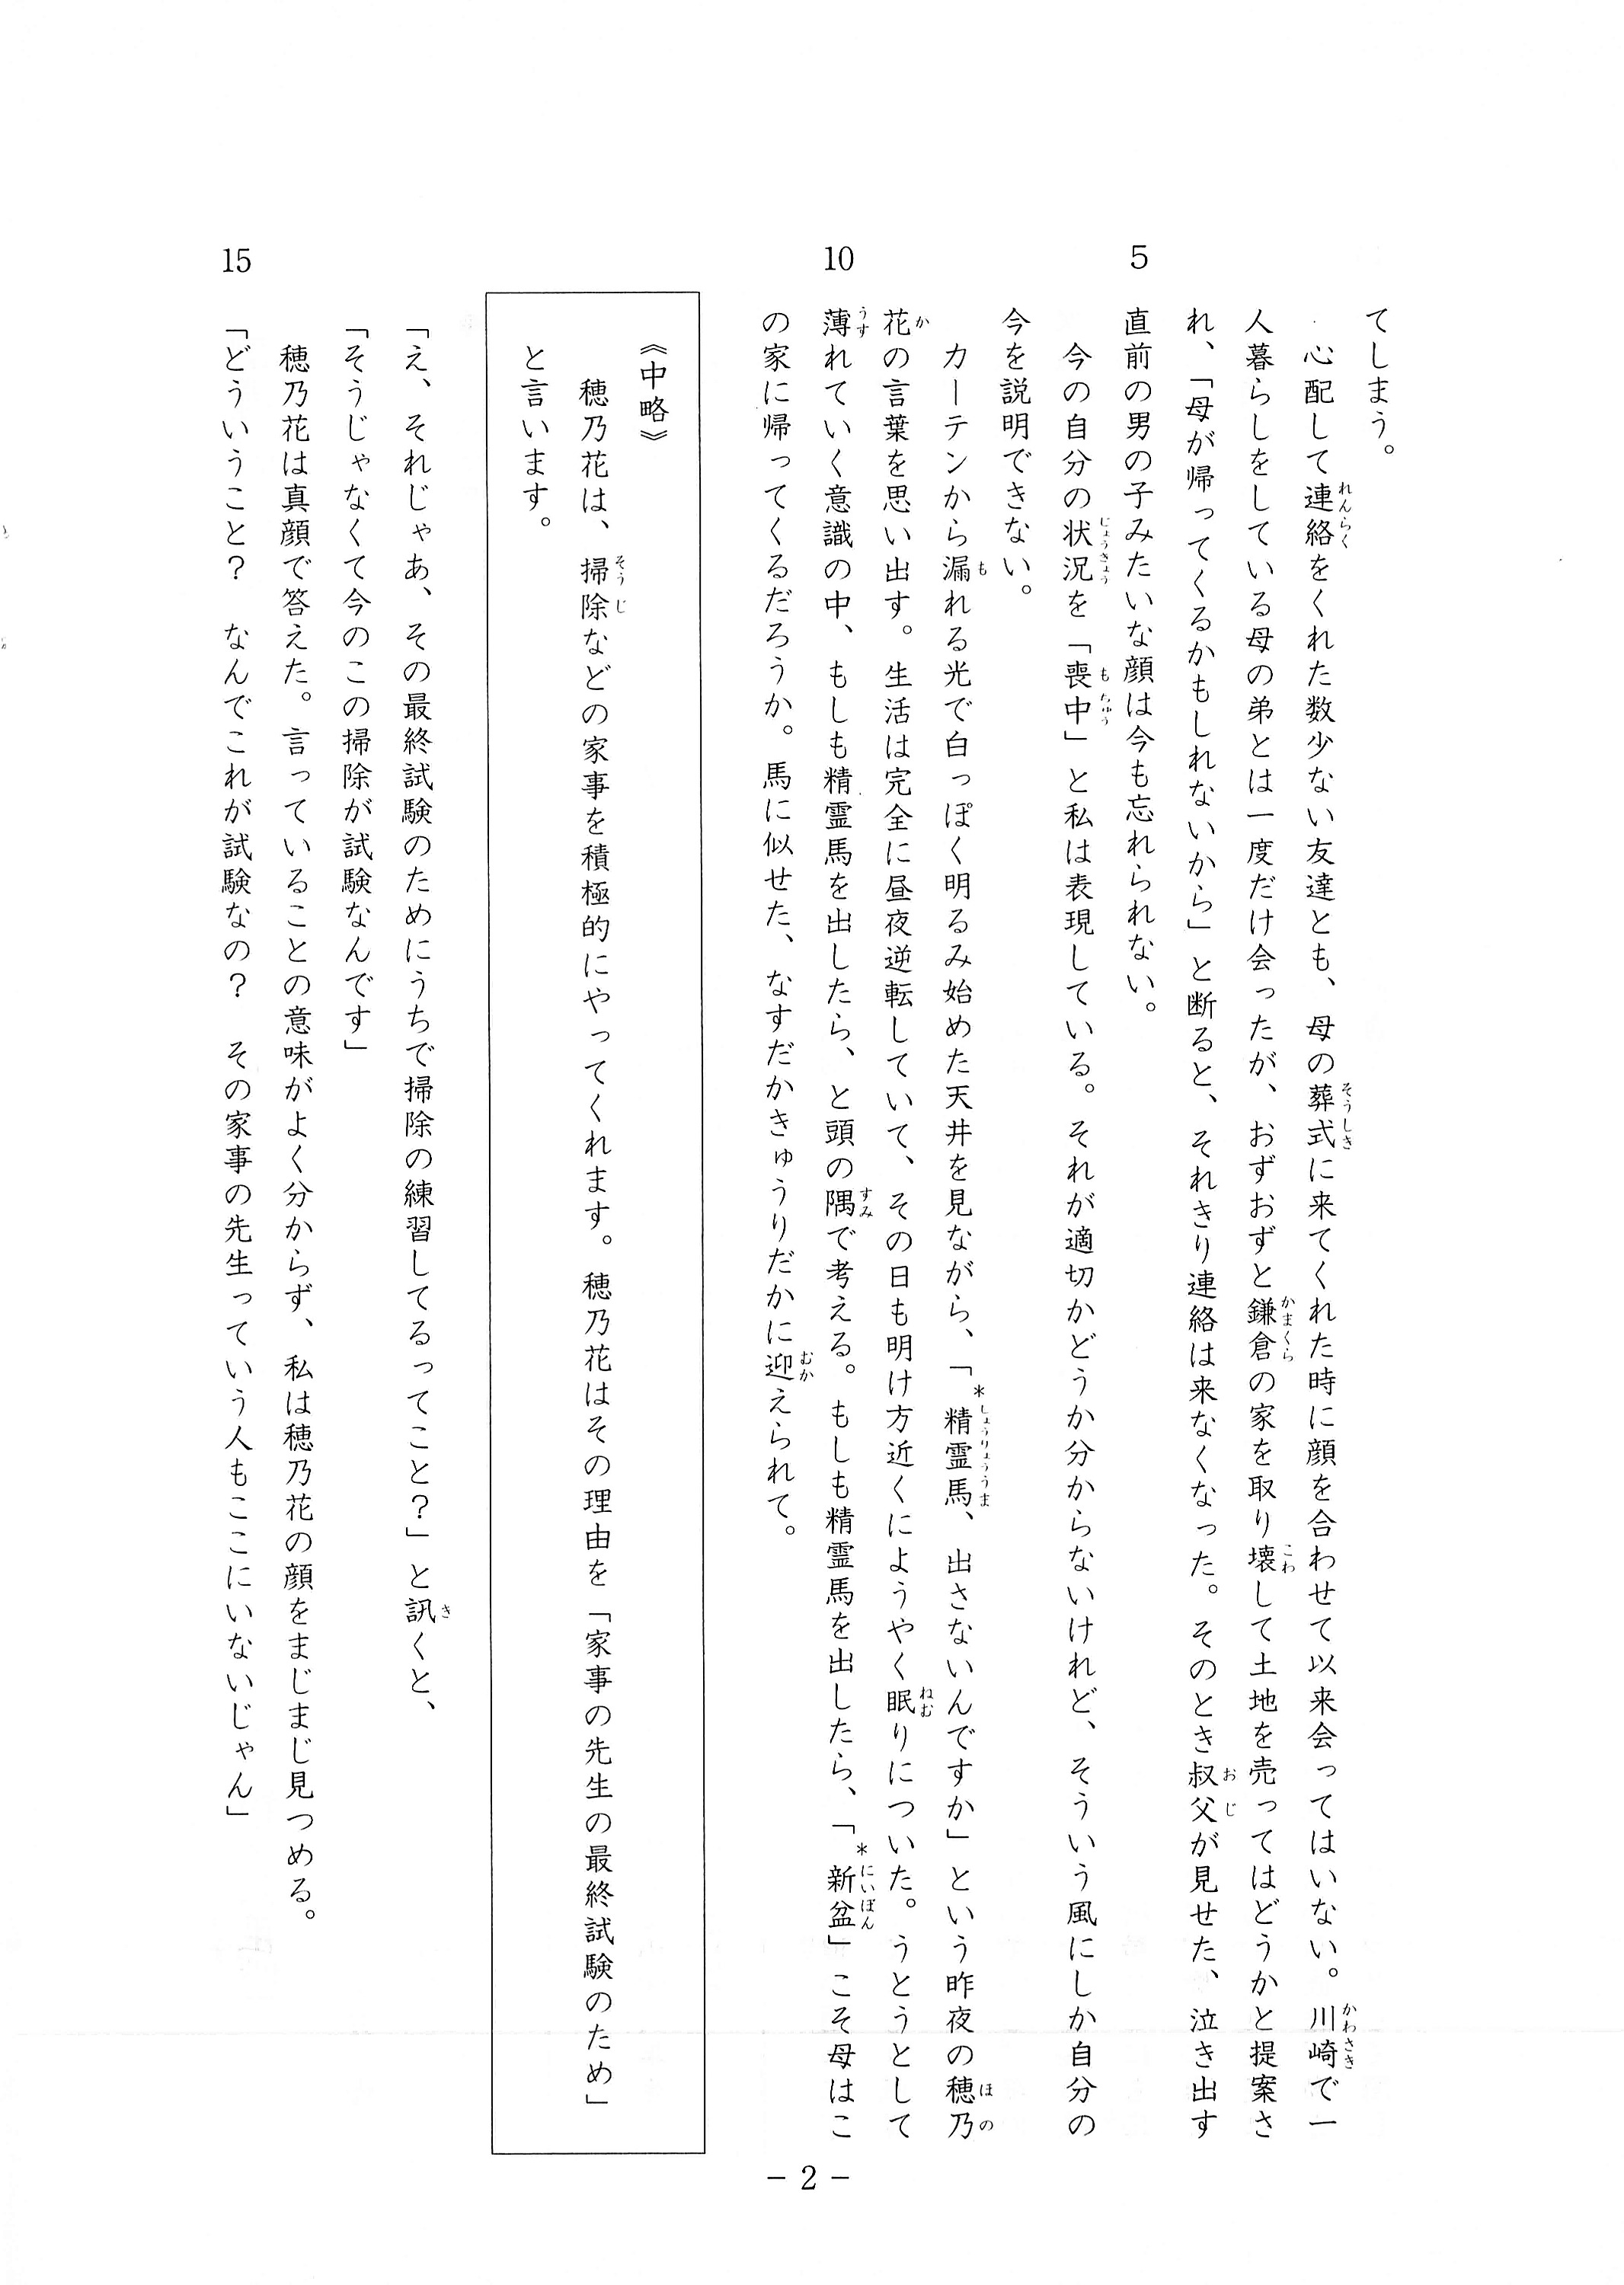 てしまう。
心配して連絡をくれた数少ない友達とも、母の葬式に来てくれた時に顔を合わせて以来会ってはいない。川崎で一
人暮らしをしている母の弟とは一度だけ会ったが、おずおずと鎌倉の家を取り壊して土地を売ってはどうかと提案さ
れ、「母が帰ってくるかもしれないから」と断ると、それきり連絡は来なくなった。そのとき叔父が見せた、泣き出す
5 直前の男の子みたいな顔は今も忘れられない。
今の自分の状況を「喪中」と私は表現している。それが適切かどうか分からないけれど、そういう風にしか自分の
今を説明できない。
カーテンから漏れる光で白っぽく明るみ始めた天井を見ながら、「*精霊馬、出さないんですか」という昨夜の穂乃
花の言葉を思い出す。生活は完全に昼夜逆転していて、その日も明け方近くにようやく眠りについた。うとうとして
10 薄れていく意識の中、もしも精霊馬を出したら、と頭の隅で考える。もしも精霊馬を出したら、「*新盆」こそ母はこ
の家に帰ってくるだろうか。馬に似せた、なすだかきゅうりだかに迎えられて。
《中略》
穂乃花は、掃除などの家事を積極的にやってくれます。穂乃花はその理由を「家事の先生の最終試験のため」
と言います。
「え、それじゃあ、その最終試験のためにうちで掃除の練習してるってこと？」と訊くと、
「そうじゃなくて今のこの掃除が試験なんです」
穂乃花は真顔で答えた。言っていることの意味がよく分からず、私は穂乃花の顔をまじまじ見つめる。
15 「どういうこと？　なんでこれが試験なの？　その家事の先生っていう人もここにいないじゃん」
－2－